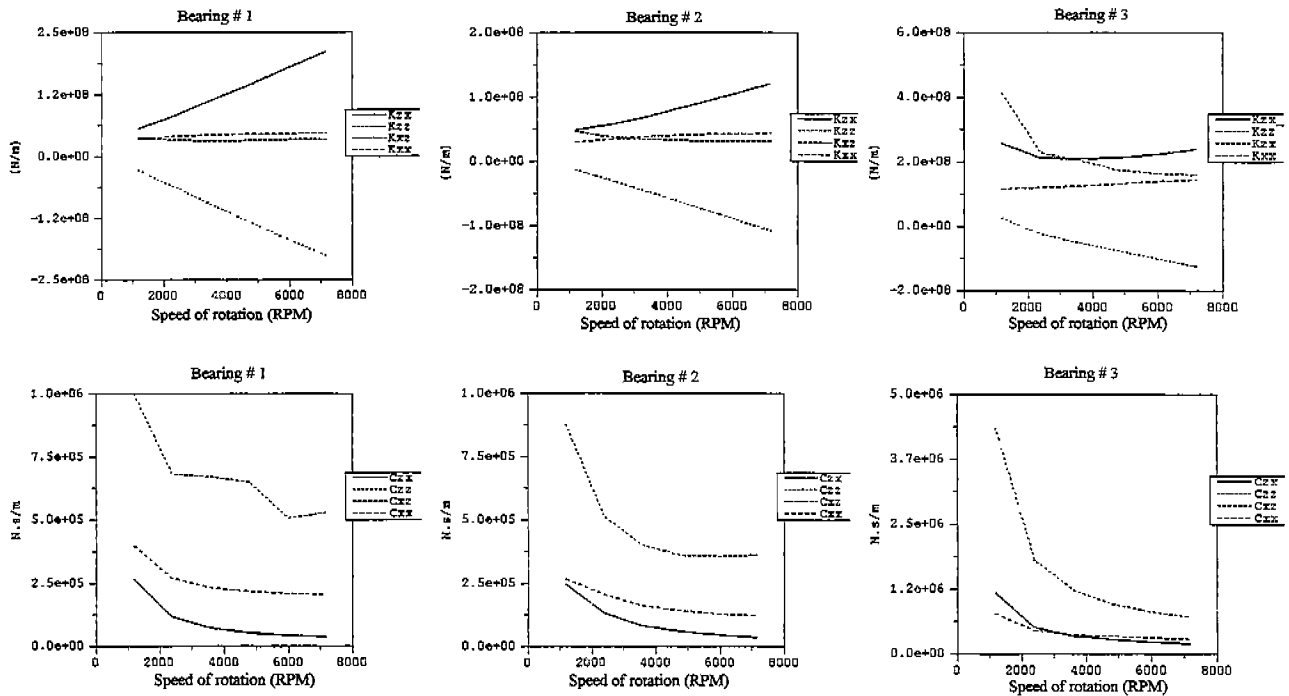 Bearing # 1
2.5e+08
1.2e+08
0.0e+00
-1.2e+08
-2.5e+08
(N/m)
0
2000
4000
6000
8000
Speed of rotation (RPM)
Kzx
Kzz
Kxz
Kxx
Bearing # 2
2.0e+08
1.0e+08
0.0e+00
-1.0e+08
-2.0e+08
(N/m)
0
2000
4000
6000
8000
Speed of rotation (RPM)
Kzx
Kzz
Kxz
Kxx
Bearing # 3
6.0e+08
4.0e+08
2.0e+08
0.0e+00
-2.0e+08
(N/m)
0
2000
4000
6000
8000
Speed of rotation (RPM)
Kzx
Kzz
Kzx
Kxx
Bearing # 1
1.0e+06
7.5e+05
5.0e+05
2.5e+05
0.0e+00
N.s/m
0
2000
4000
6000
8000
Speed of rotation (RPM)
Czx
Czz
Cxz
Cxx
Bearing # 2
1.0e+06
7.5e+05
5.0e+05
2.5e+05
0.0e+00
N.s/m
0
2000
4000
6000
8000
Speed of rotation (RPM)
Czx
Czz
Cxz
Cxx
Bearing # 3
5.0e+06
3.7e+06
2.5e+06
1.2e+06
0.0e+00
N.s/m
0
2000
4000
6000
8000
Speed of rotation (RPM)
Czx
Czz
Cxz
Cxx